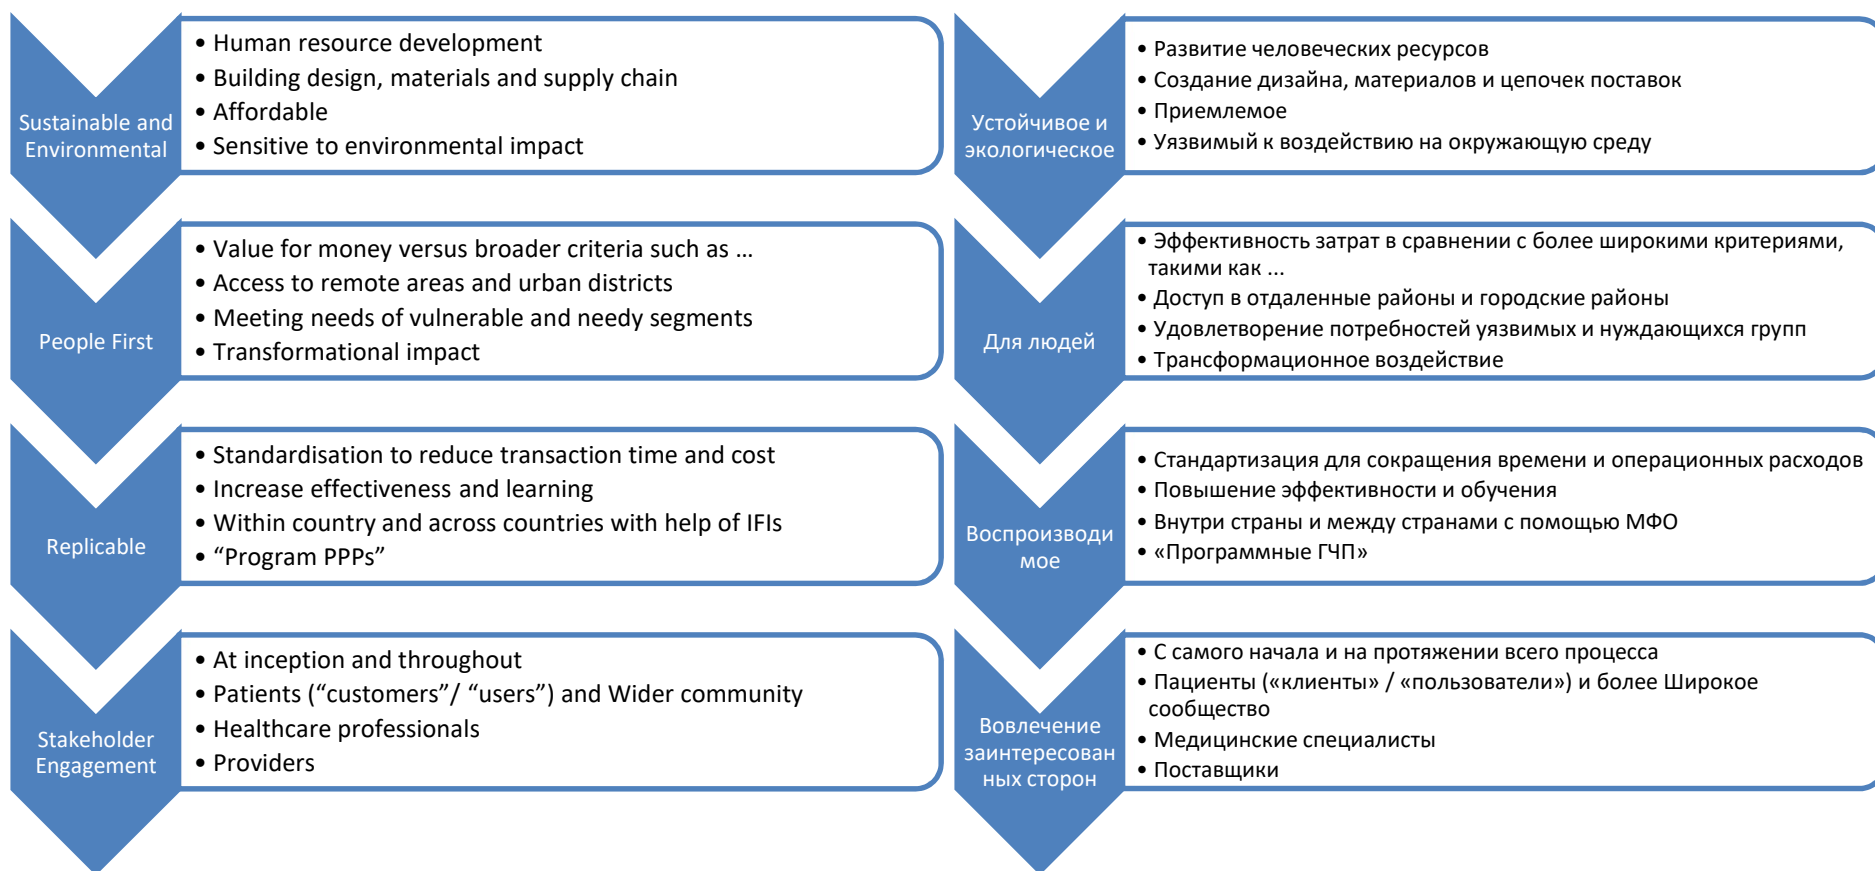 Sustainable and
Environmental
• Human resource development
• Building design, materials and supply chain
• Affordable
• Sensitive to environmental impact
People First
• Value for money versus broader criteria such as ...
• Access to remote areas and urban districts
• Meeting needs of vulnerable and needy segments
• Transformational impact
Replicable
• Standardisation to reduce transaction time and cost
• Increase effectiveness and learning
• Within country and across countries with help of IFIs
• “Program PPPs”
Stakeholder
Engagement
• At inception and throughout
• Patients (“customers”/ “users”) and Wider community
• Healthcare professionals
• Providers
Устойчивое и
экологическое
• Развитие человеческих ресурсов
• Создание дизайна, материалов и цепочек поставок
• Приемлемое
• Уязвимый к воздействию на окружающую среду
Для людей
• Эффективность затрат в сравнении с более широкими критериями,
такими как ...
• Доступ в отдаленные районы и городские районы
• Удовлетворение потребностей уязвимых и нуждающихся групп
• Трансформационное воздействие
Воспроизводи
мое
• Стандартизация для сокращения времени и операционных расходов
• Повышение эффективности и обучения
• Внутри страны и между странами с помощью МФО
• «Программные ГЧП»
Вовлечение
заинтересован
ных сторон
• С самого начала и на протяжении всего процесса
• Пациенты («клиенты» / «пользователи») и более Широкое
сообщество
• Медицинские специалисты
• Поставщики